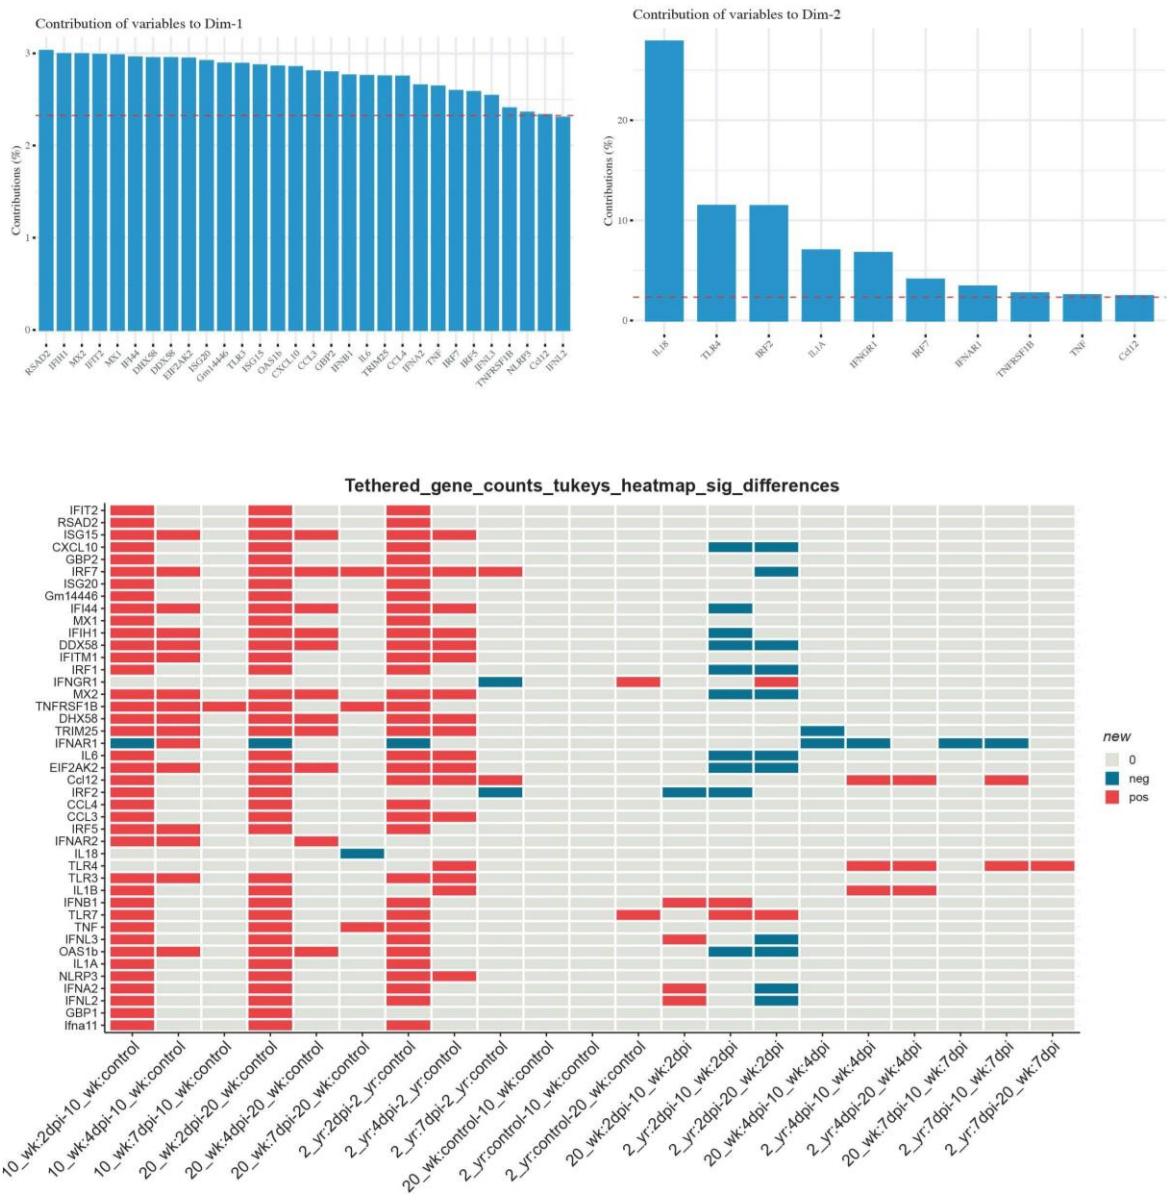 Contribution of variables to Dim-1
Contributions (%)
3
2
1
0
RSAD2
IFIH1
MX2
IFIT2
MX1
IFI44
DHX58
DDX58
EIF2AK2
ISG20
Gm14446
TLR3
ISG15
OAS1b
CXCL10
CCL3
GBP2
IFNB1
IL6
TRIM25
CCL4
IFNA2
TNF
IRF7
IRF5
IFNL3
TNFRSF1B
NLRP3
Ccl12
IFNL2
Contribution of variables to Dim-2
Contributions (%)
20
10
0
IL18
TLR4
IRF2
IL1A
IFNGR1
IRF7
IFNAR1
TNFRSF1B
TNF
Ccl12
Tethered_gene_counts_tukeys_heatmap_sig_differences
IFIT2
RSAD2
ISG15
CXCL10
GBP2
IRF7
ISG20
Gm14446
IFI44
MX1
IFIH1
DDX58
IFITM1
IRF1
IFNGR1
MX2
TNFRSF1B
DHX58
TRIM25
IFNAR1
IL6
EIF2AK2
Ccl12
IRF2
CCL4
CCL3
IRF5
IFNAR2
IL18
TLR4
TLR3
IL1B
IFNB1
TLR7
TNF
IFNL3
OAS1b
IL1A
NLRP3
IFNA2
IFNL2
GBP1
Ifna11
10_wk:2dpi-10_wk:control
10_wk:4dpi-10_wk:control
10_wk:7dpi-10_wk:control
20_wk:2dpi-20_wk:control
20_wk:4dpi-20_wk:control
20_wk:7dpi-20_wk:control
2_yr:2dpi-2_yr:control
2_yr:4dpi-2_yr:control
2_yr:7dpi-2_yr:control
20_wk:control-10_wk:control
2_yr:control-10_wk:control
2_yr:control-20_wk:control
20_wk:2dpi-10_wk:2dpi
2_yr:2dpi-10_wk:2dpi
2_yr:2dpi-20_wk:2dpi
20_wk:4dpi-10_wk:4dpi
2_yr:4dpi-10_wk:4dpi
2_yr:4dpi-20_wk:4dpi
20_wk:7dpi-10_wk:7dpi
2_yr:7dpi-10_wk:7dpi
2_yr:7dpi-20_wk:7dpi
new
0
neg
pos